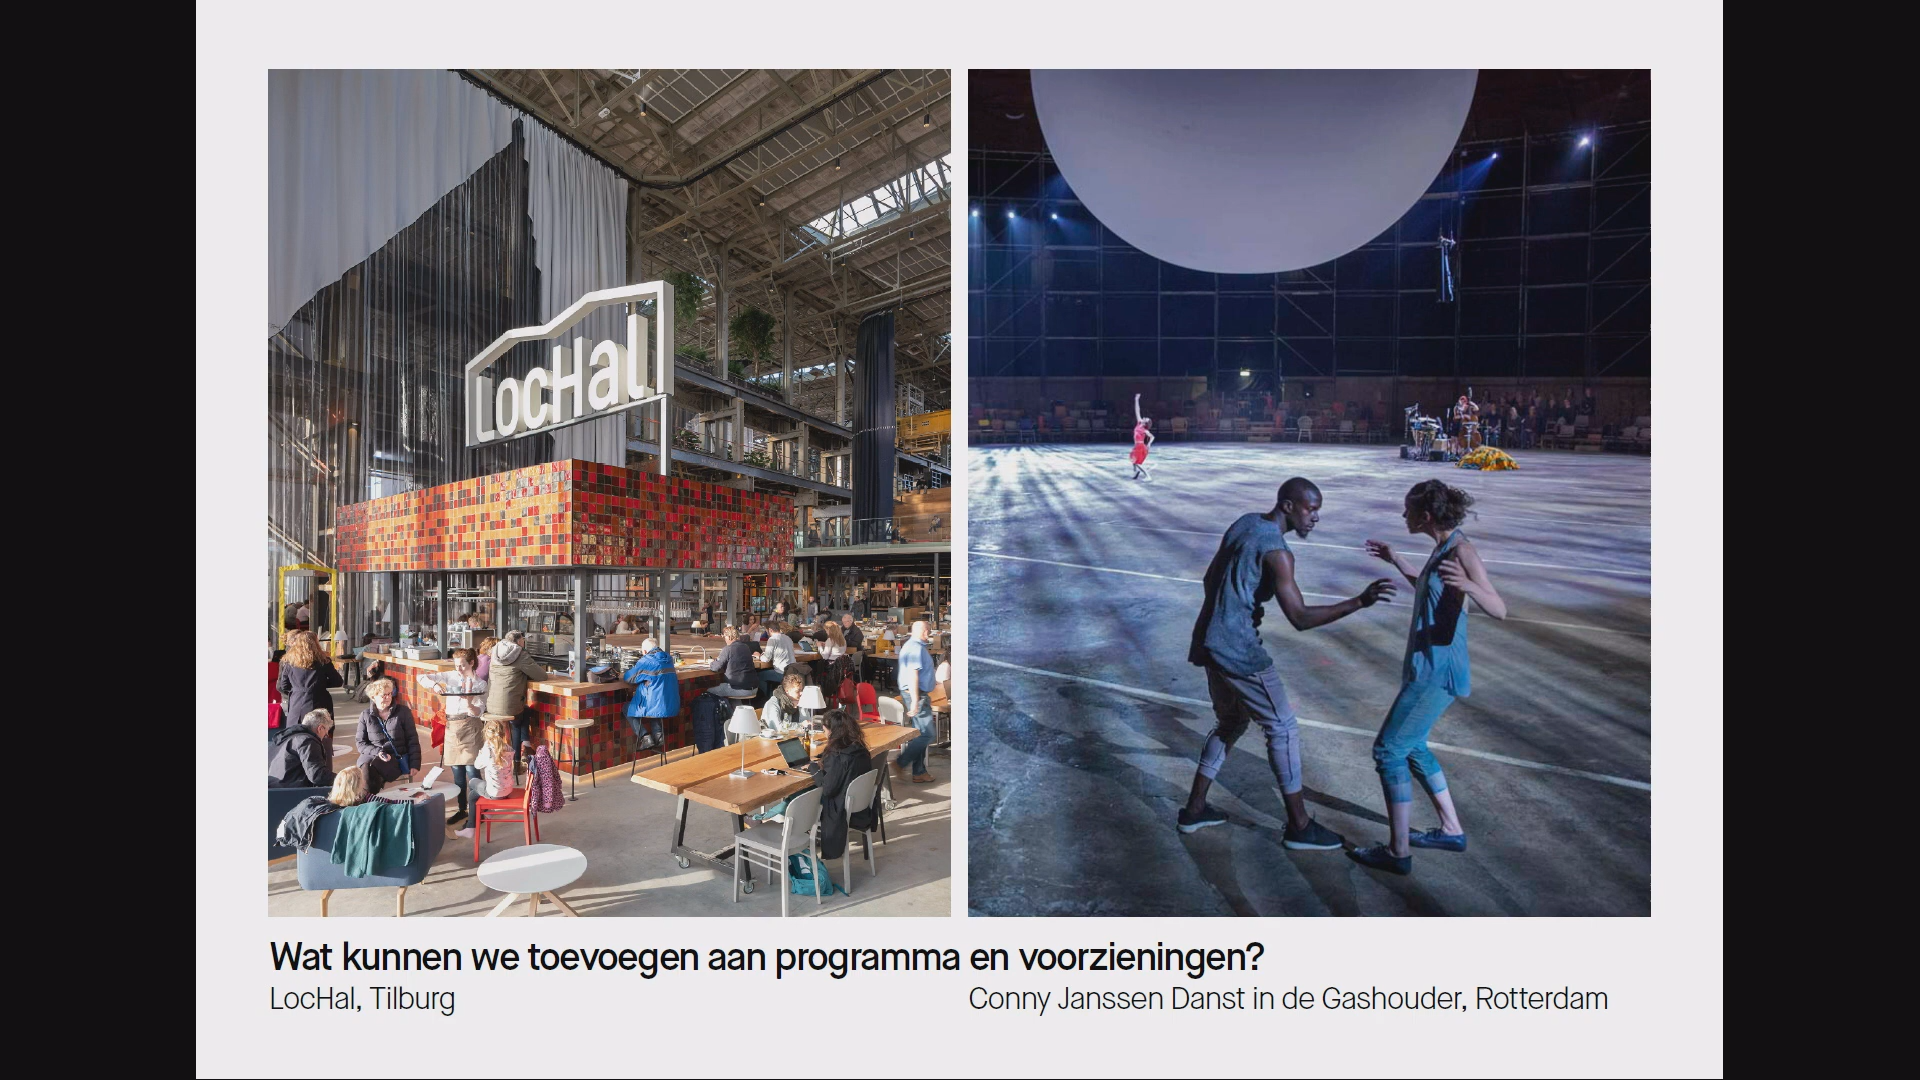 LocHal
Wat kunnen we toevoegen aan programma en voorzieningen?
LocHal, Tilburg
Conny Janssen Danst in de Gashouder, Rotterdam